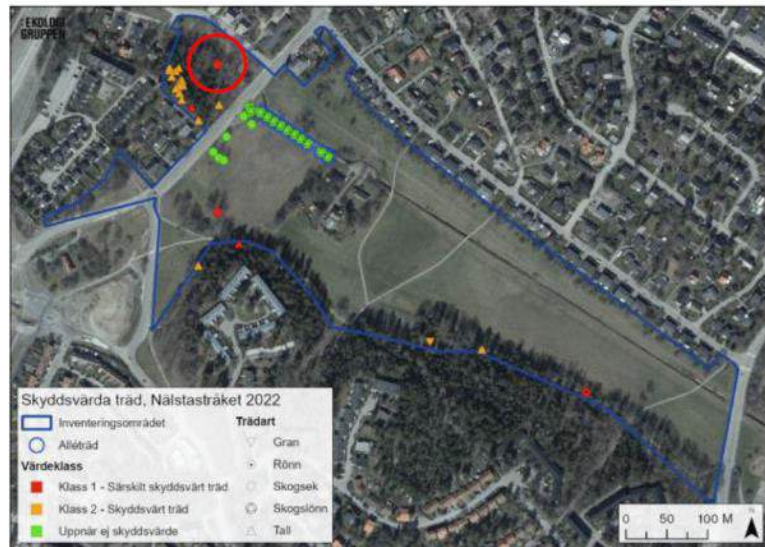 :EKOLOGI
GRUPPEN
Skyddsvärda träd, Nälstastråket 2022
Inventeringsområdet
Alléträd
Värdeklass
Klass 1 - Särskilt skyddsvärt träd
Klass 2 - Skyddsvärt träd
Uppnår ej skyddsvärde
Trädart
Gran
Rönn
Skogsek
Skogslönn
Tall
N
0 50 100 M